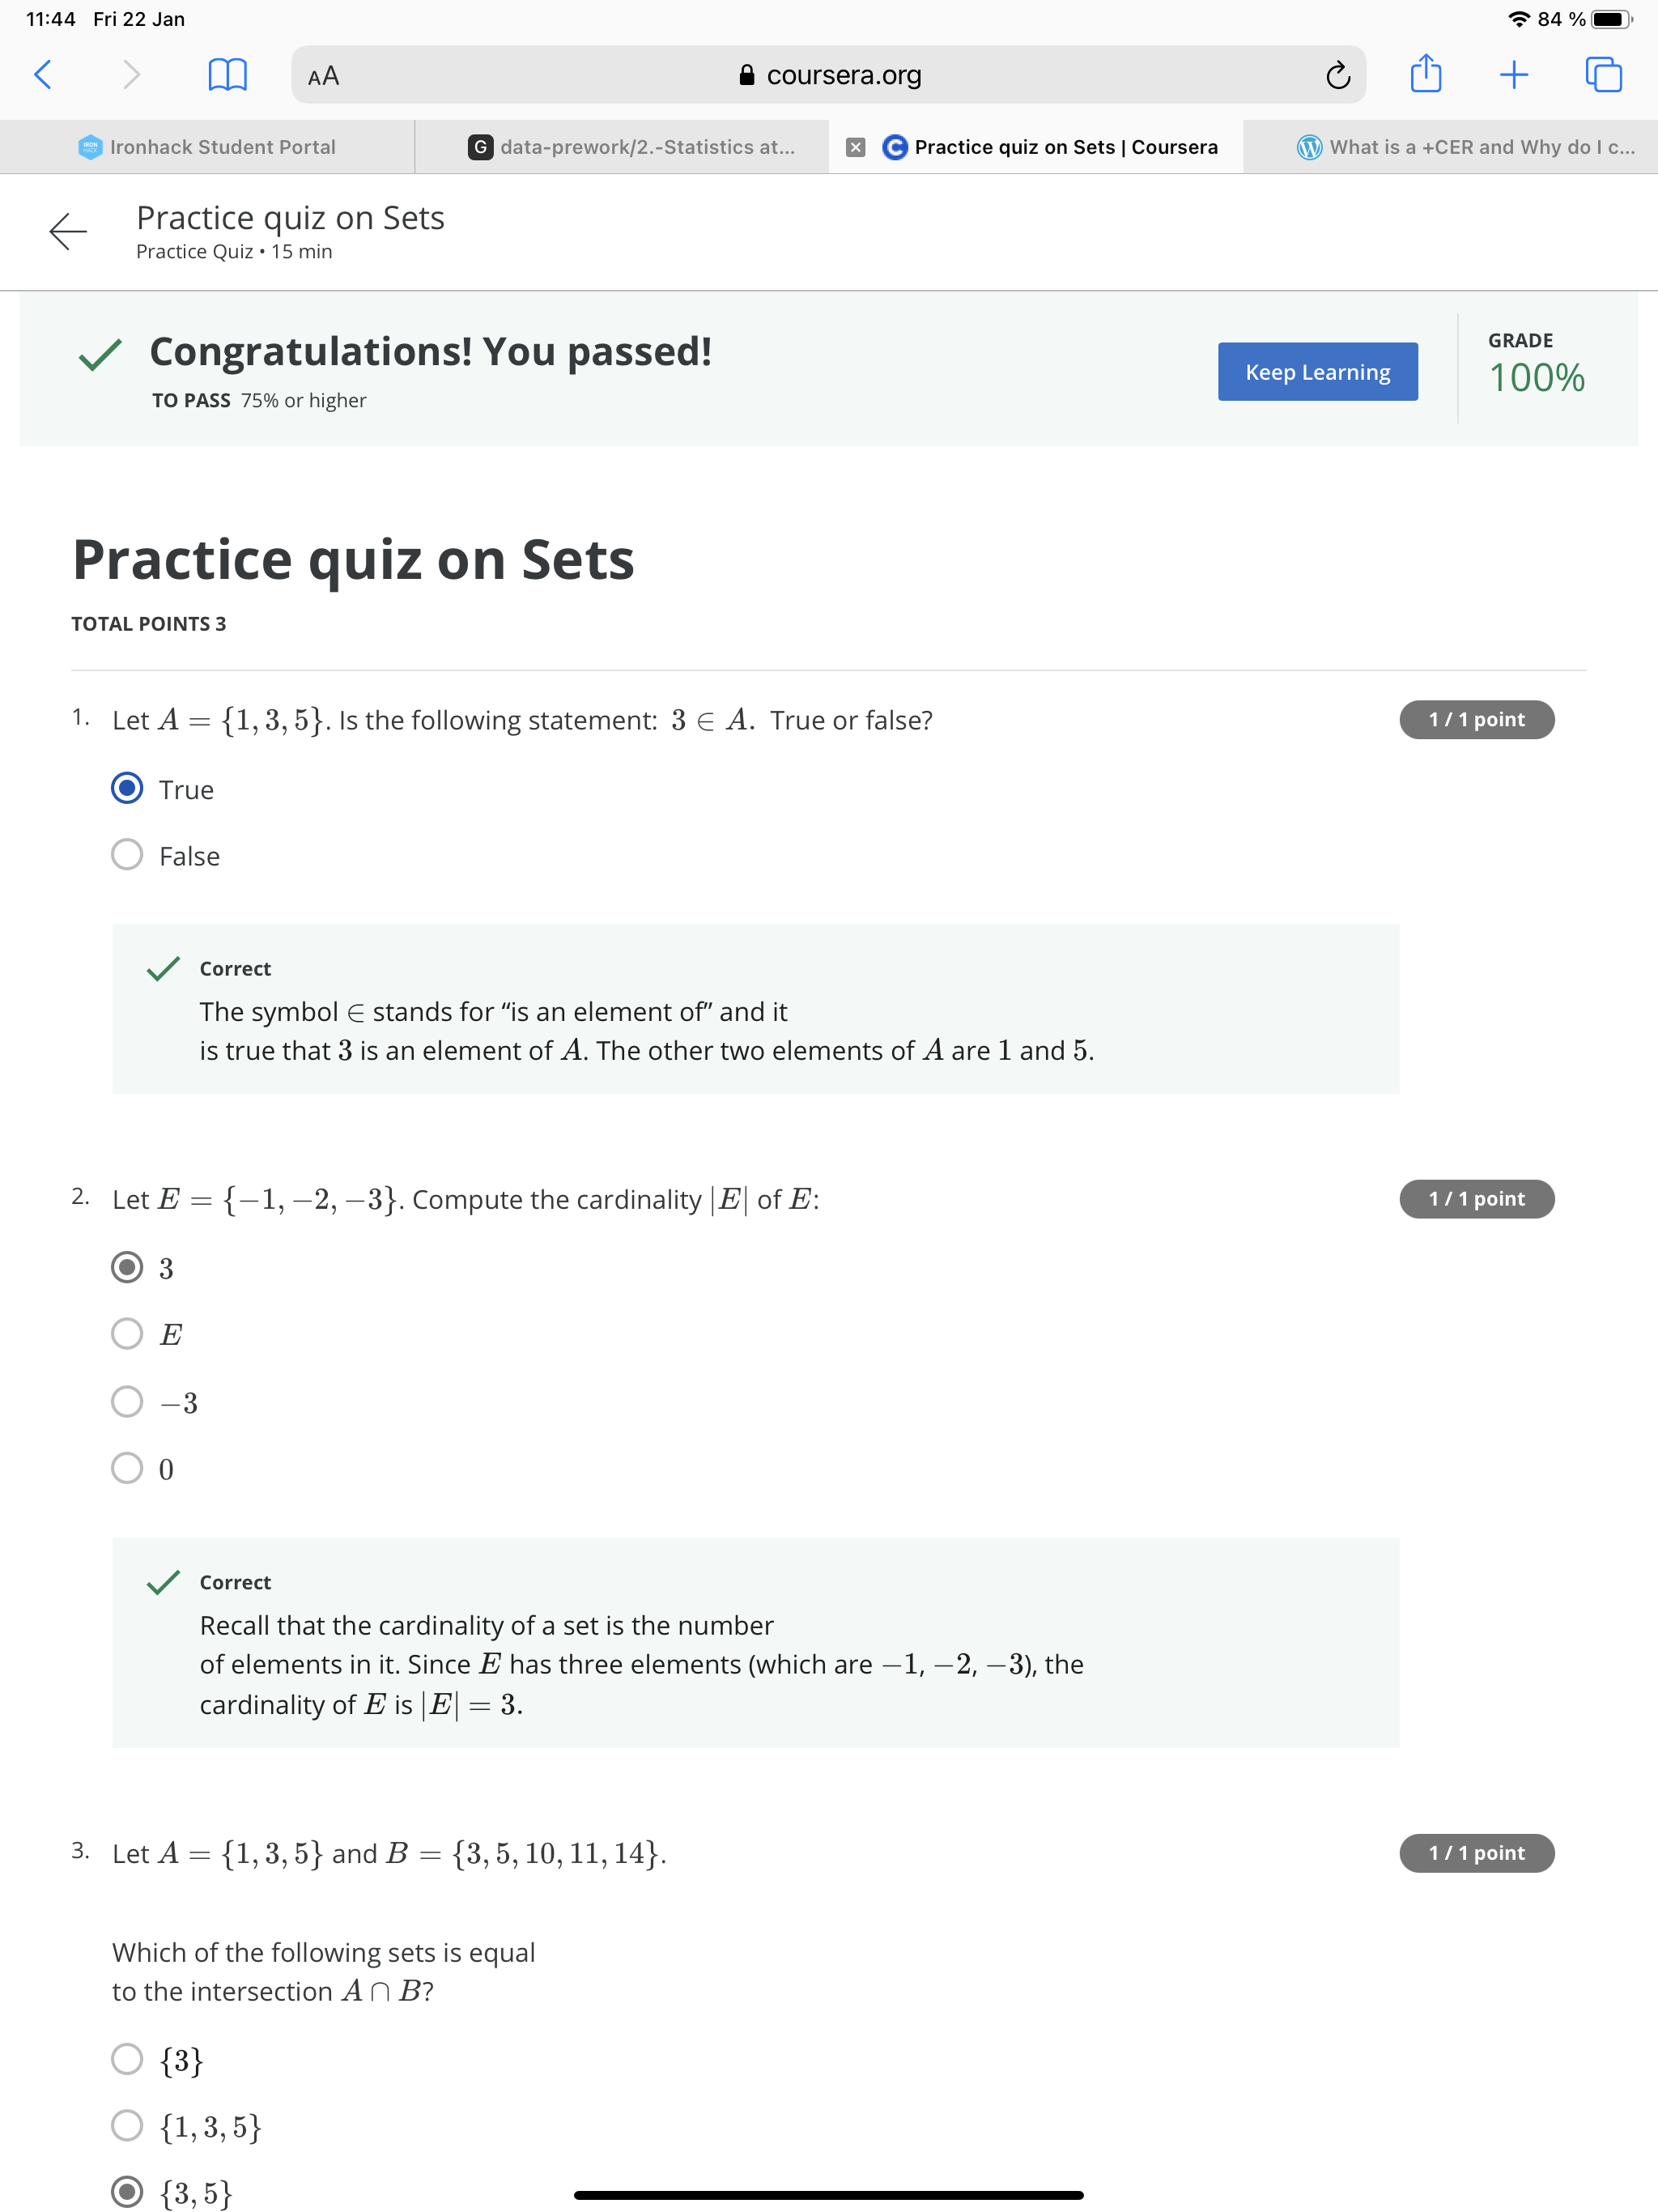 11:44 Fri 22 Jan
84 %
AA
coursera.org
IRON
HACK
Ironhack Student Portal
G
data-prework/2.-Statistics at...
Practice quiz on Sets | Coursera
What is a +CER and Why do I c...
Practice quiz on Sets
Practice Quiz • 15 min
Congratulations! You passed!
TO PASS 75% or higher
Keep Learning
GRADE
100%
Practice quiz on Sets
TOTAL POINTS 3
1. Let A = {1, 3, 5}. Is the following statement: 3 ∈ A. True or false?
1 / 1 point
True
False
Correct
The symbol ∈ stands for “is an element of” and it
is true that 3 is an element of A. The other two elements of A are 1 and 5.
2. Let E = {−1, −2, −3}. Compute the cardinality |E| of E:
1 / 1 point
3
E
−3
0
Correct
Recall that the cardinality of a set is the number
of elements in it. Since E has three elements (which are −1, −2, −3), the
cardinality of E is |E| = 3.
3. Let A = {1, 3, 5} and B = {3, 5, 10, 11, 14}.
1 / 1 point
Which of the following sets is equal
to the intersection A ∩ B?
{3}
{1, 3, 5}
{3, 5}